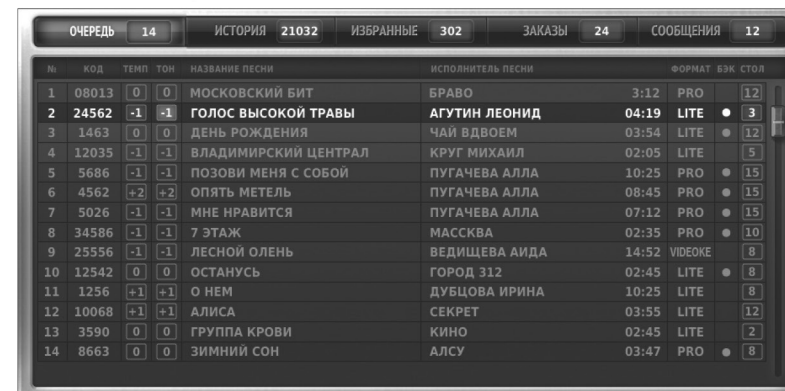 ОЧЕРЕДЬ 14 ИСТОРИЯ 21032 ИЗБРАННЫЕ 302 ЗАКАЗЫ 24 СООБЩЕНИЯ 12
№ КОД ТЕМП ТОН НАЗВАНИЕ ПЕСНИ ИСПОЛНИТЕЛЬ ПЕСНИ ФОРМАТ БЭК СТОЛ
1 08013 0 0 МОСКОВСКИЙ БИТ БРАВО 3:12 PRO 12
2 24562 -1 -1 ГОЛОС ВЫСОКОЙ ТРАВЫ АГУТИН ЛЕОНИД 04:19 LITE 3
3 1463 0 0 ДЕНЬ РОЖДЕНИЯ ЧАЙ ВДВОЕМ 03:54 LITE 12
4 12035 -1 -1 ВЛАДИМИРСКИЙ ЦЕНТРАЛ КРУГ МИХАИЛ 02:05 LITE 5
5 5686 -1 -1 ПОЗОВИ МЕНЯ С СОБОЙ ПУГАЧЕВА АЛЛА 10:25 PRO 15
6 4562 +2 +2 ОПЯТЬ МЕТЕЛЬ ПУГАЧЕВА АЛЛА 08:45 PRO 15
7 5026 -1 -1 МНЕ НРАВИТСЯ ПУГАЧЕВА АЛЛА 07:12 PRO 15
8 34586 -1 -1 7 ЭТАЖ МАССКВА 02:35 PRO 10
9 25556 -1 -1 ЛЕСНОЙ ОЛЕНЬ ВЕДИЩЕВА АИДА 14:52 VIDEOKE 8
10 12542 0 0 ОСТАНУСЬ ГОРОД 312 02:45 LITE 8
11 1256 +1 +1 О НЕМ ДУБЦОВА ИРИНА 10:25 LITE 8
12 10068 +1 +1 АЛИСА СЕКРЕТ 03:55 LITE 12
13 3590 0 0 ГРУППА КРОВИ КИНО 02:45 LITE 2
14 8663 0 0 ЗИМНИЙ СОН АЛСУ 03:47 PRO 8